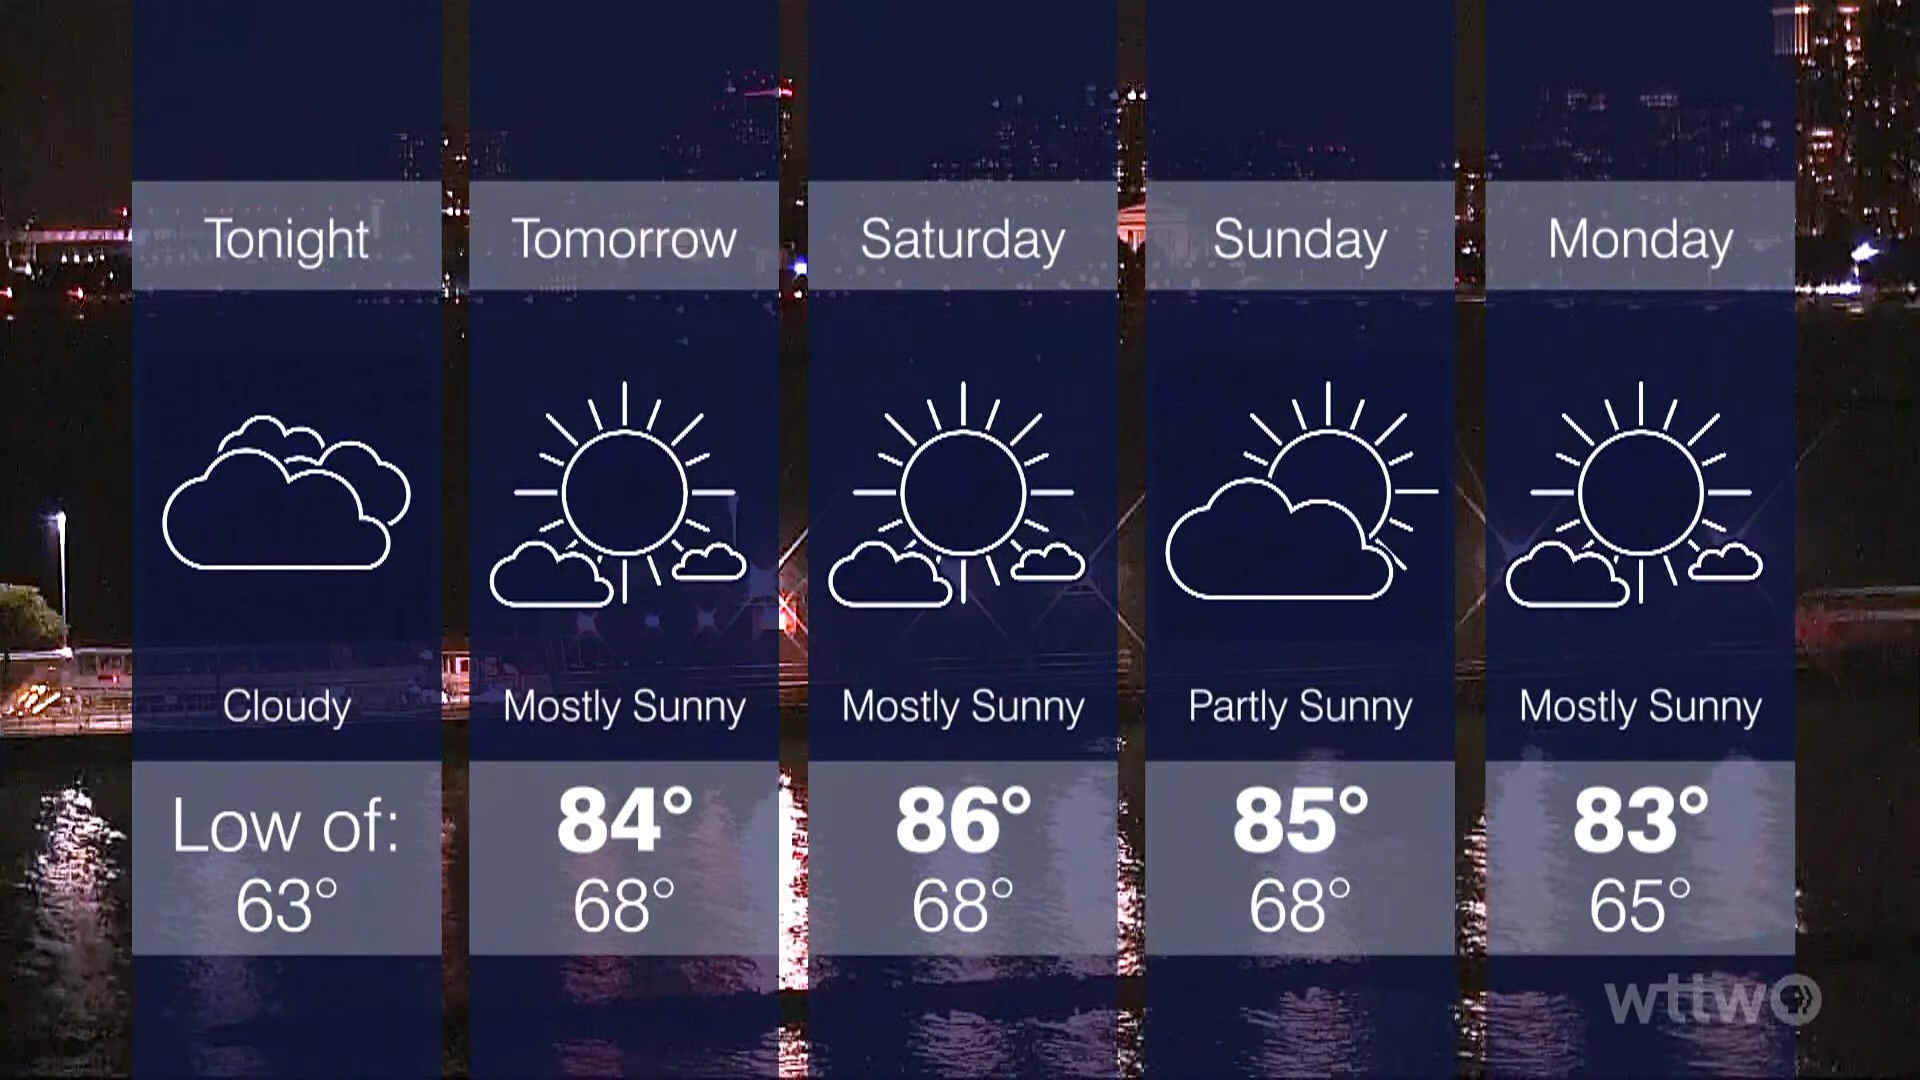 Tonight
Cloudy
Low of:
63°
Tomorrow
Mostly Sunny
84°
68°
Saturday
Mostly Sunny
86°
68°
Sunday
Partly Sunny
85°
68°
Monday
Mostly Sunny
83°
65°
wttw